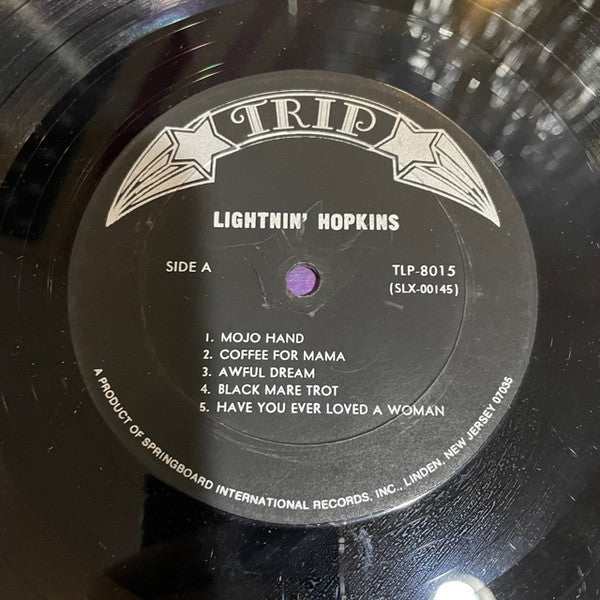 TRIP
LIGHTNIN' HOPKINS
SIDE A
TLP-8015
(SLX-00145)
1. MOJO HAND
2. COFFEE FOR MAMA
3. AWFUL DREAM
4. BLACK MARE TROT
5. HAVE YOU EVER LOVED A WOMAN
A PRODUCT OF SPRINGBOARD INTERNATIONAL RECORDS, INC., LINDEN, NEW JERSEY 07036